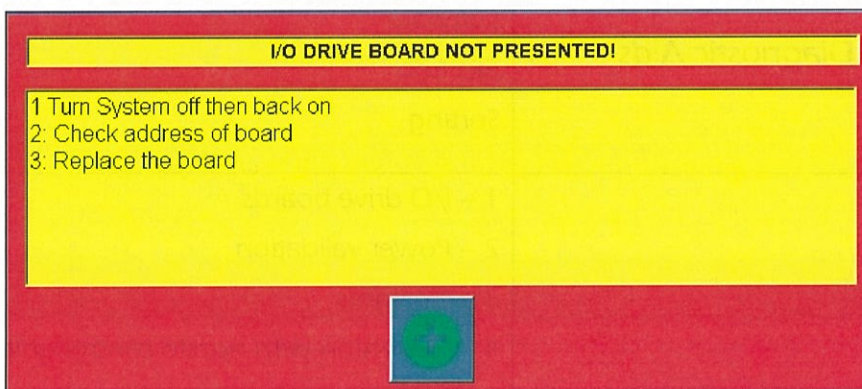 I/O DRIVE BOARD NOT PRESENTED!
1 Turn System off then back on
2: Check address of board
3: Replace the board